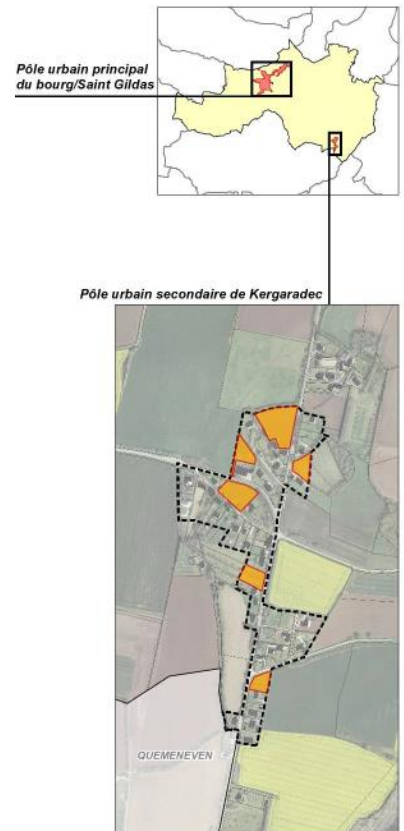 Pôle urbain principal
du bourg/Saint Gildas
Pôle urbain secondaire de Kergaradec
QUEMENEVEN